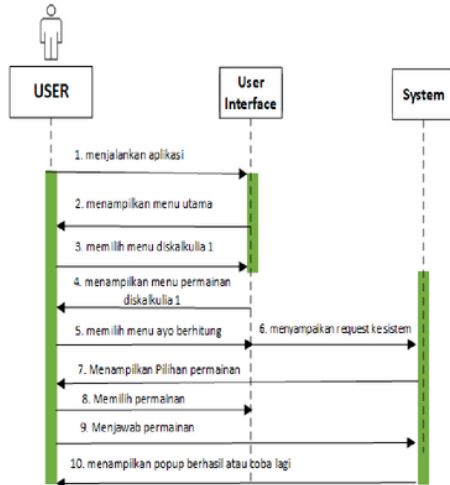 USER
User
Interface
System
1. menjalankan aplikasi
2. menampilkan menu utama
3. memilih menu diskalkulia 1
4. menampilkan menu permainan
diskalkulia 1
5. memilih menu ayo berhitung
6. menyampaikan request ke sistem
7. Menampilkan Pilihan permainan
8. Memilih permainan
9. Menjawab permainan
10. menampilkan popup berhasil atau coba lagi